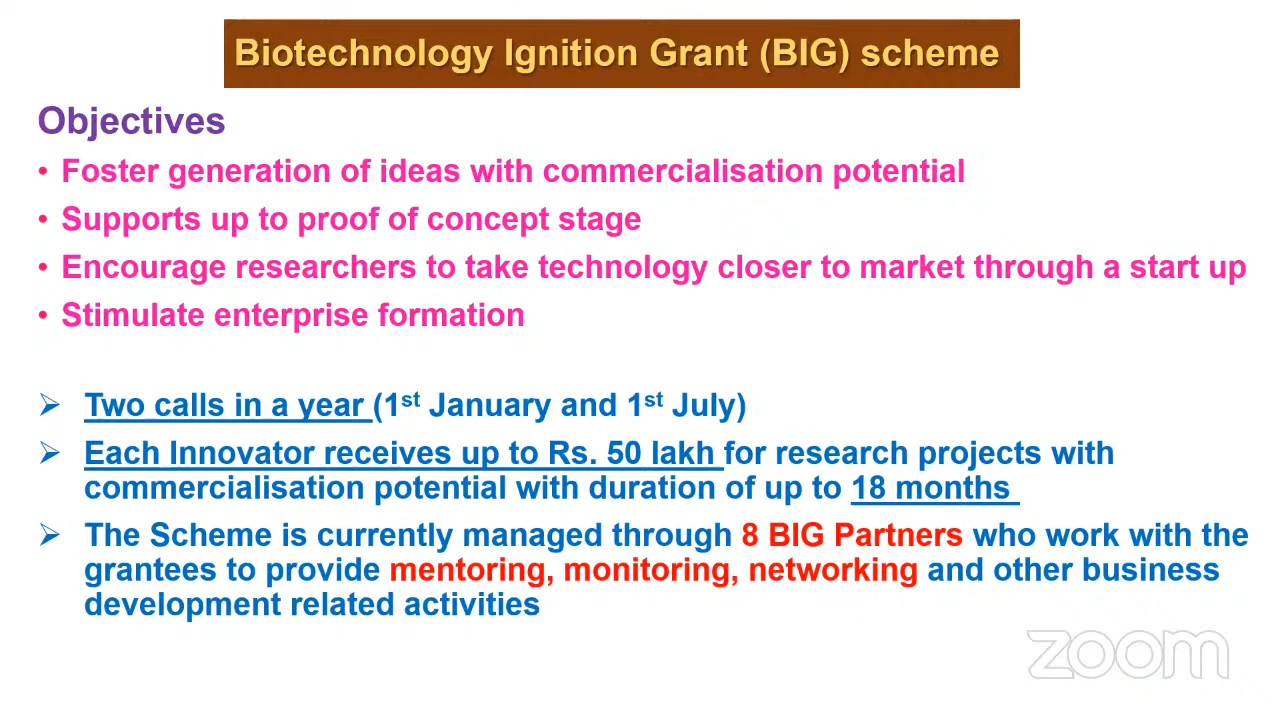 Biotechnology Ignition Grant (BIG) scheme
Objectives
• Foster generation of ideas with commercialisation potential
• Supports up to proof of concept stage
• Encourage researchers to take technology closer to market through a start up
• Stimulate enterprise formation
➢ Two calls in a year (1st January and 1st July)
➢ Each Innovator receives up to Rs. 50 lakh for research projects with
commercialisation potential with duration of up to 18 months
➢ The Scheme is currently managed through 8 BIG Partners who work with the
grantees to provide mentoring, monitoring, networking and other business
development related activities
zoom